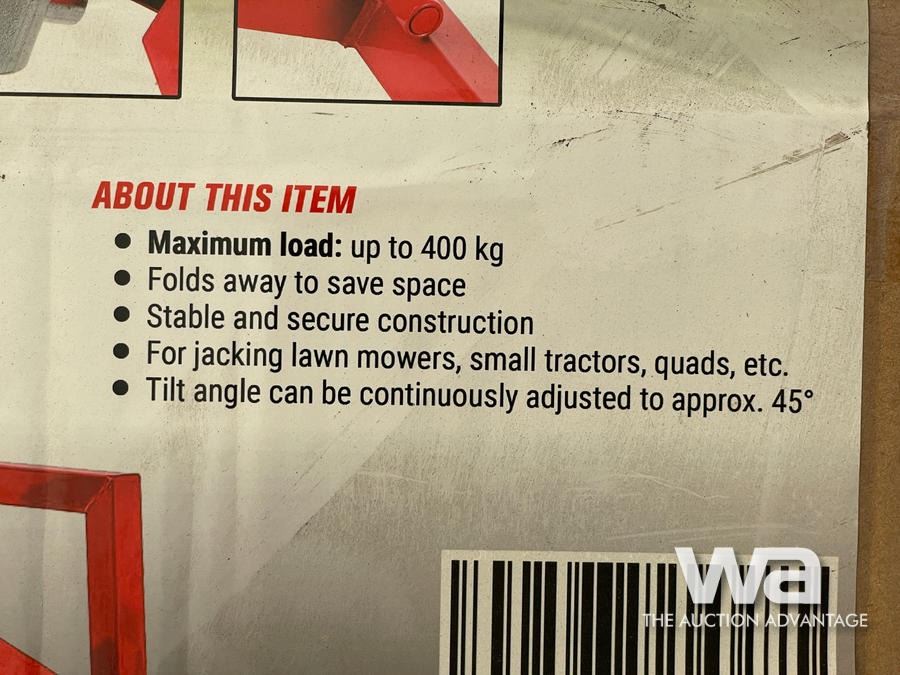 ABOUT THIS ITEM
• Maximum load: up to 400 kg
• Folds away to save space
• Stable and secure construction
• For jacking lawn mowers, small tractors, quads, etc.
• Tilt angle can be continuously adjusted to approx. 45°
wa
THE AUCTION ADVANTAGE